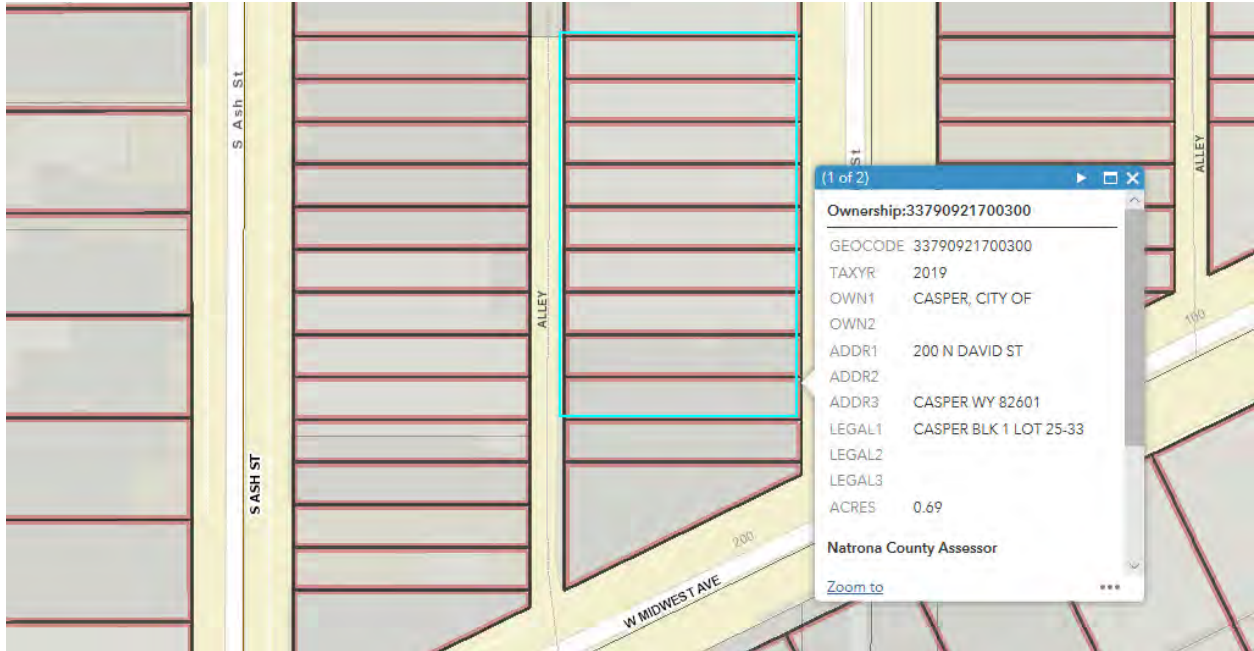 S Ash St
S ASH ST
ALLEY
ALLEY
St
(1 of 2)
Ownership:33790921700300
GEOCODE 33790921700300
TAXYR 2019
OWN1 CASPER, CITY OF
OWN2
ADDR1 200 N DAVID ST
ADDR2
ADDR3 CASPER WY 82601
LEGAL1 CASPER BLK 1 LOT 25-33
LEGAL2
LEGAL3
ACRES 0.69
Natrona County Assessor
Zoom to
100
200
W MIDWEST AVE